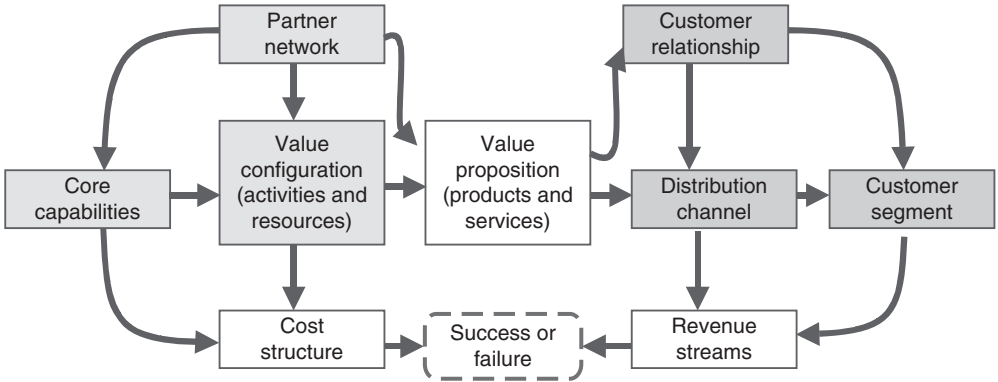 Partner
network
Customer
relationship
Core
capabilities
Value
configuration
(activities and
resources)
Value
proposition
(products and
services)
Distribution
channel
Customer
segment
Cost
structure
Success or
failure
Revenue
streams